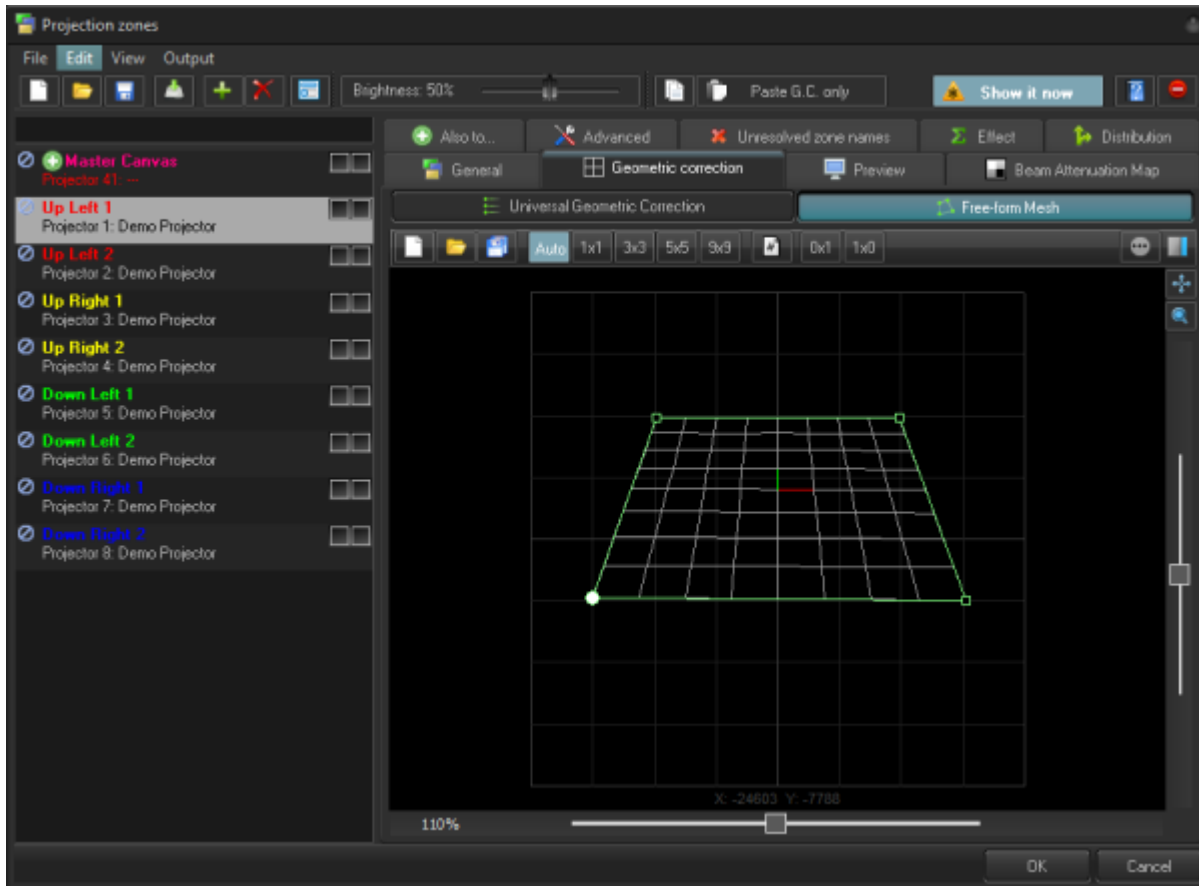 Projection zones
File Edit View Output
Brightness: 50% Paste G.C. only Show it now
Also to... Advanced Unresolved zone names Effect Distribution
General Geometric correction Preview Beam Attenuation Map
Universal Geometric Correction Free-form Mesh
Auto 1x1 3x3 5x5 9x9 0x1 1x0
Master Canvas
Projector 41: ---
Up Left 1
Projector 1: Demo Projector
Up Left 2
Projector 2: Demo Projector
Up Right 1
Projector 3: Demo Projector
Up Right 2
Projector 4: Demo Projector
Down Left 1
Projector 5: Demo Projector
Down Left 2
Projector 6: Demo Projector
Down Right 1
Projector 7: Demo Projector
Down Right 2
Projector 8: Demo Projector
X: -24603 Y: -7788
110%
OK Cancel